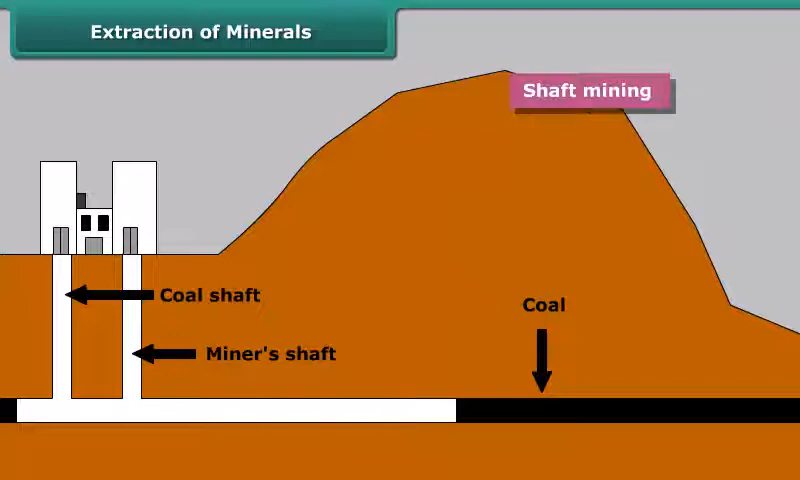 Extraction of Minerals
Shaft mining
Coal shaft
Coal
Miner's shaft